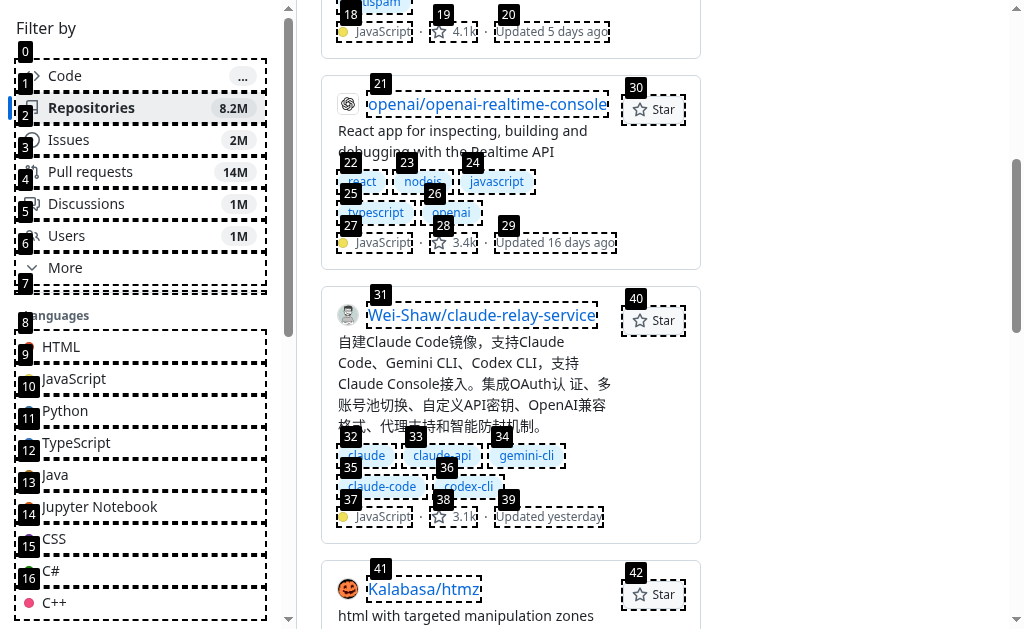 Filter by
0
Code
...
1
Repositories
8.2M
2
Issues
2M
3
Pull requests
14M
4
Discussions
1M
5
Users
1M
6
More
7
Languages
8
HTML
9
JavaScript
10
Python
11
TypeScript
12
Java
13
Jupyter Notebook
14
CSS
15
C#
16
C++
18
19
20
JavaScript · 4.1k · Updated 5 days ago
21
openai/openai-realtime-console
30
Star
React app for inspecting, building and
debugging with the Realtime API
22
23
24
react nodejs javascript
25
26
typescript openai
27
28
29
JavaScript · 3.4k · Updated 16 days ago
31
Wei-Shaw/claude-relay-service
40
Star
自建Claude Code镜像，支持Claude
Code、Gemini CLI、Codex CLI，支持
Claude Console接入。集成OAuth认 证、多
账号池切换、自定义API密钥、OpenAI兼容
格式、代理支持和智能防封机制。
32
33
34
claude claude-api gemini-cli
35
36
claude-code codex-cli
37
38
39
JavaScript · 3.1k · Updated yesterday
41
Kalabasa/htmz
42
Star
html with targeted manipulation zones